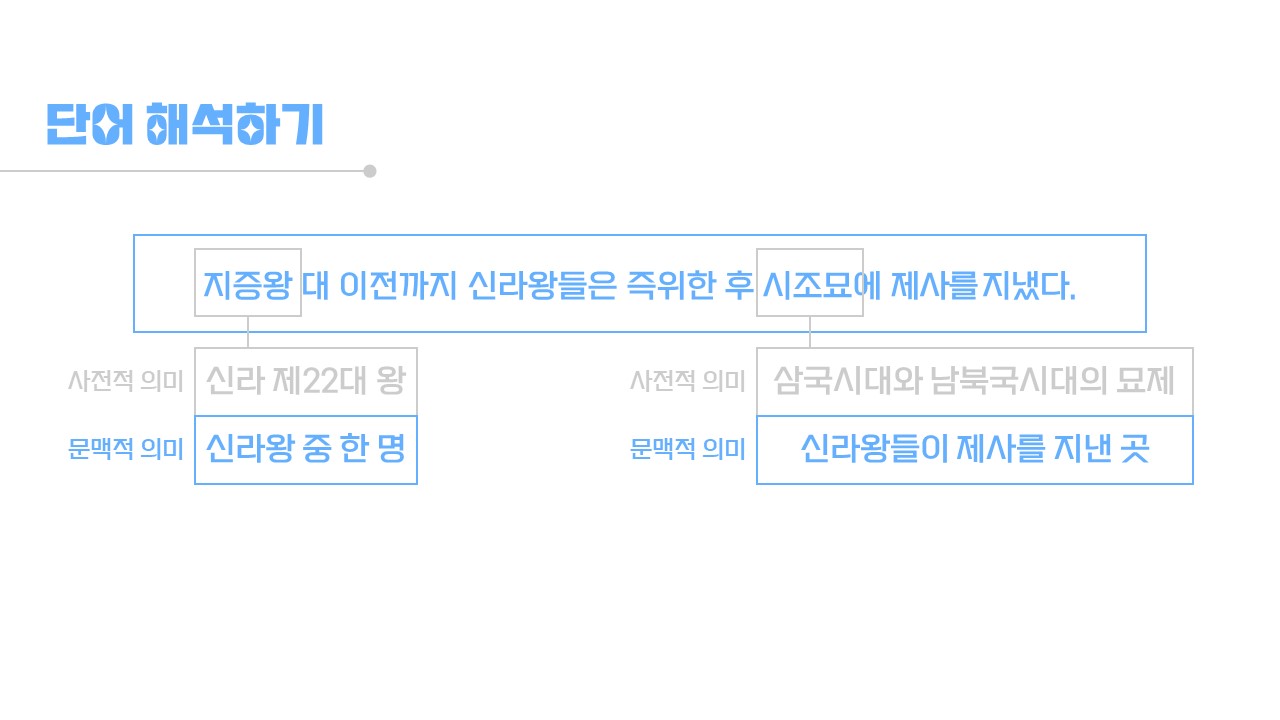 단어 해석하기
지증왕 대 이전까지 신라왕들은 즉위한 후 시조묘에 제사를 지냈다.
사전적 의미 신라 제22대 왕
문맥적 의미 신라왕 중 한 명
사전적 의미 삼국시대와 남북국시대의 묘제
문맥적 의미 신라왕들이 제사를 지낸 곳